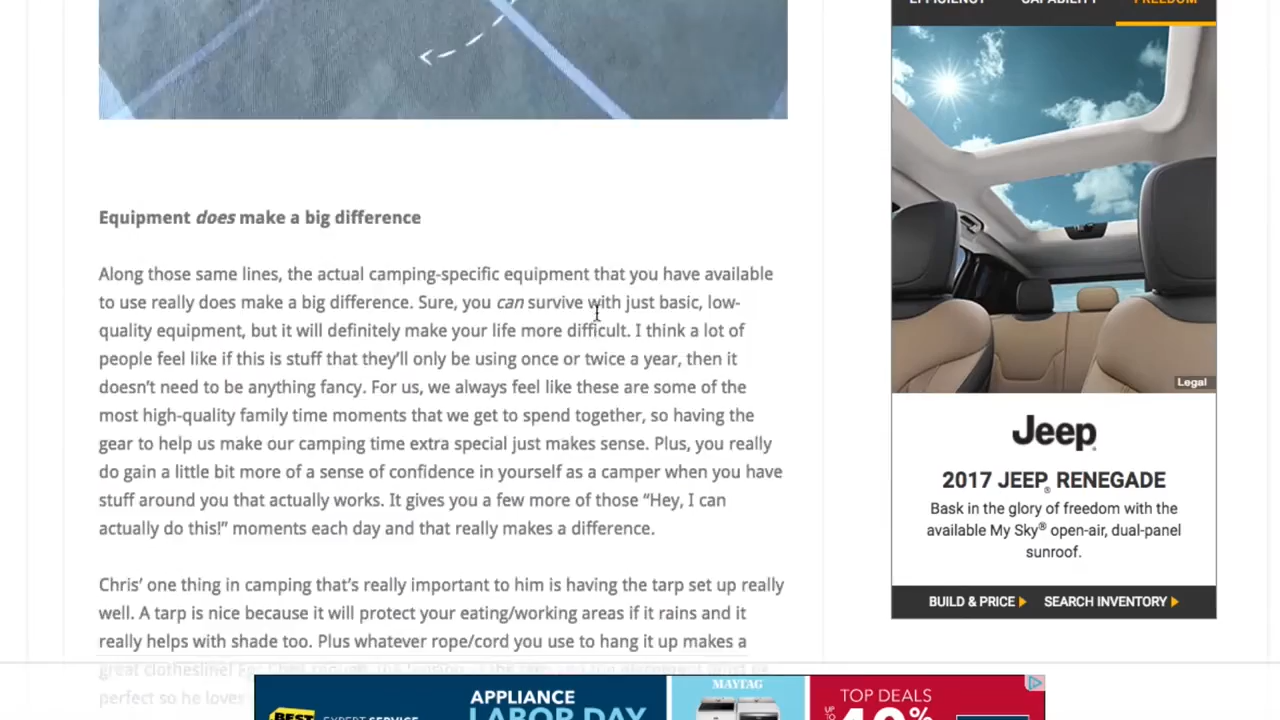 EFFICIENCY CAPABILITY FREEDOM
Equipment does make a big difference
Along those same lines, the actual camping-specific equipment that you have available
to use really does make a big difference. Sure, you can survive with just basic, low-
quality equipment, but it will definitely make your life more difficult. I think a lot of
people feel like if this is stuff that they’ll only be using once or twice a year, then it
doesn’t need to be anything fancy. For us, we always feel like these are some of the
most high-quality family time moments that we get to spend together, so having the
gear to help us make our camping time extra special just makes sense. Plus, you really
do gain a little bit more of a sense of confidence in yourself as a camper when you have
stuff around you that actually works. It gives you a few more of those “Hey, I can
actually do this!” moments each day and that really makes a difference.
Chris’ one thing in camping that’s really important to him is having the tarp set up really
well. A tarp is nice because it will protect your eating/working areas if it rains and it
really helps with shade too. Plus whatever rope/cord you use to hang it up makes a
great clothesline!
perfect so he loves
Legal
Jeep®
2017 JEEP® RENEGADE
Bask in the glory of freedom with the
available My Sky® open-air, dual-panel
sunroof.
BUILD & PRICE SEARCH INVENTORY
BEST
EXPERT SERVICE
APPLIANCE
LABOR DAY
MAYTAG
TOP DEALS
UP TO 40%